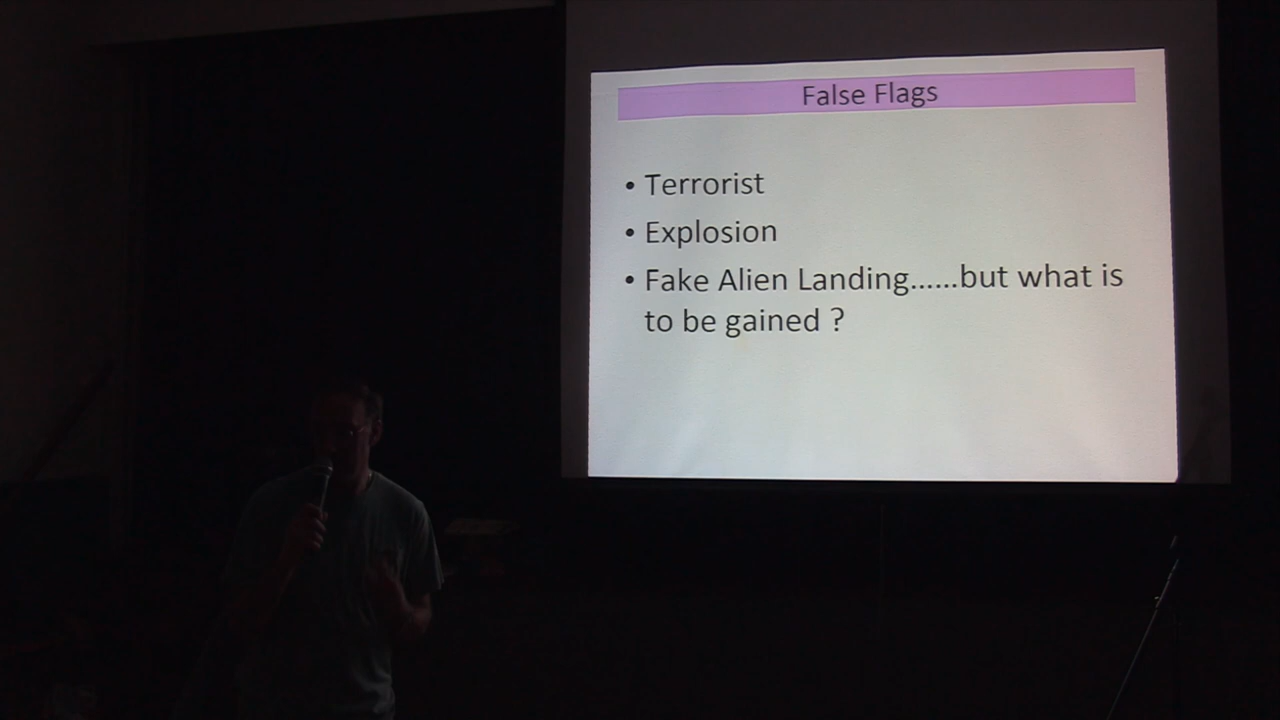 False Flags
• Terrorist
• Explosion
• Fake Alien Landing......but what is
to be gained ?